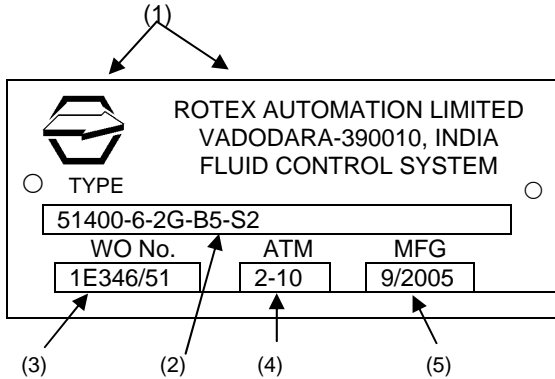 (1)
ROTEX AUTOMATION LIMITED
VADODARA-390010, INDIA
FLUID CONTROL SYSTEM
TYPE
51400-6-2G-B5-S2
WO No. ATM MFG
1E346/51 2-10 9/2005
(3) (2) (4) (5)